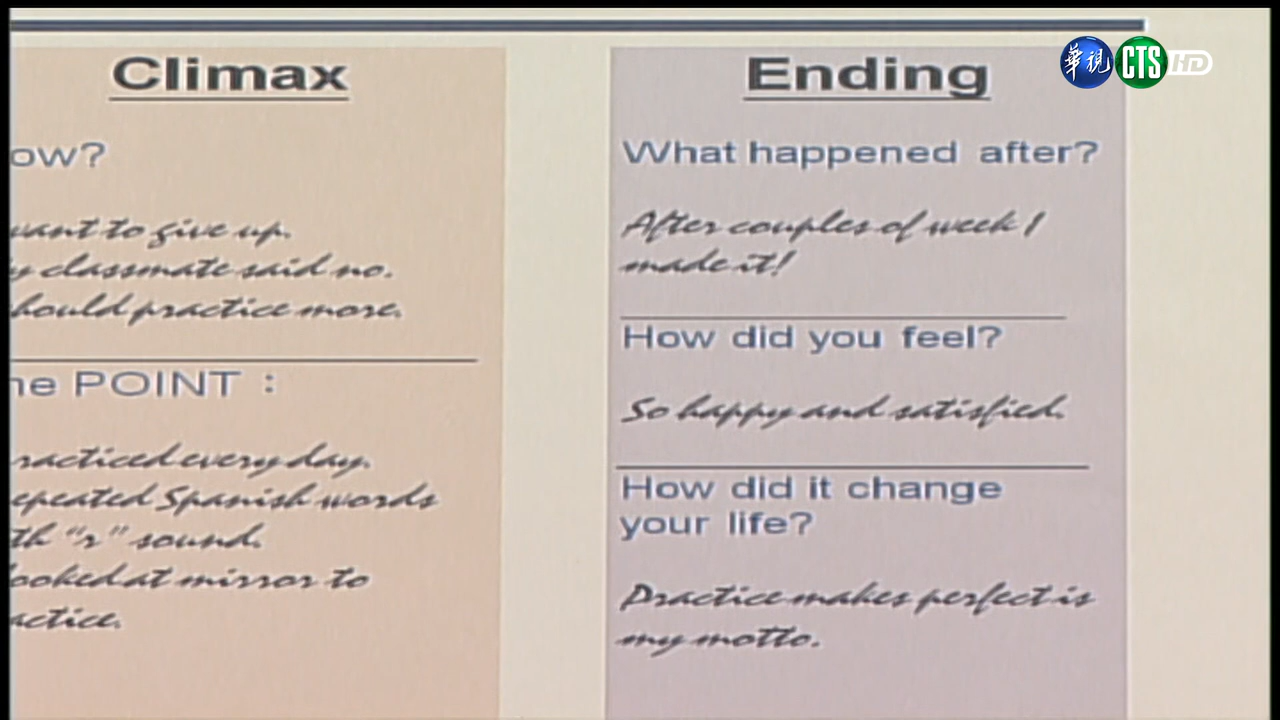 Climax
ow?
want to give up.
y classmate said no.
hould practice more.
he POINT :
racticed every day.
epeated Spanish words
th "r" sound.
ooked at mirror to
actice.
Ending
What happened after?
After couples of week I
made it!
How did you feel?
So happy and satisfied.
How did it change
your life?
Practice makes perfect is
my motto.
華視 CTS HD